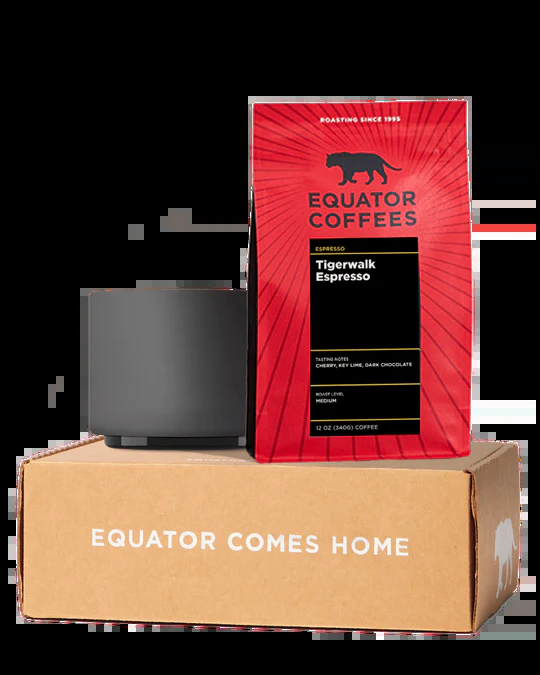 ROASTING SINCE 1995
EQUATOR
COFFEES
ESPRESSO
Tigerwalk
Espresso
TASTING NOTES
CHERRY, KEY LIME, DARK CHOCOLATE
ROAST LEVEL
MEDIUM
12 OZ (340G) COFFEE
EQUATOR COMES HOME